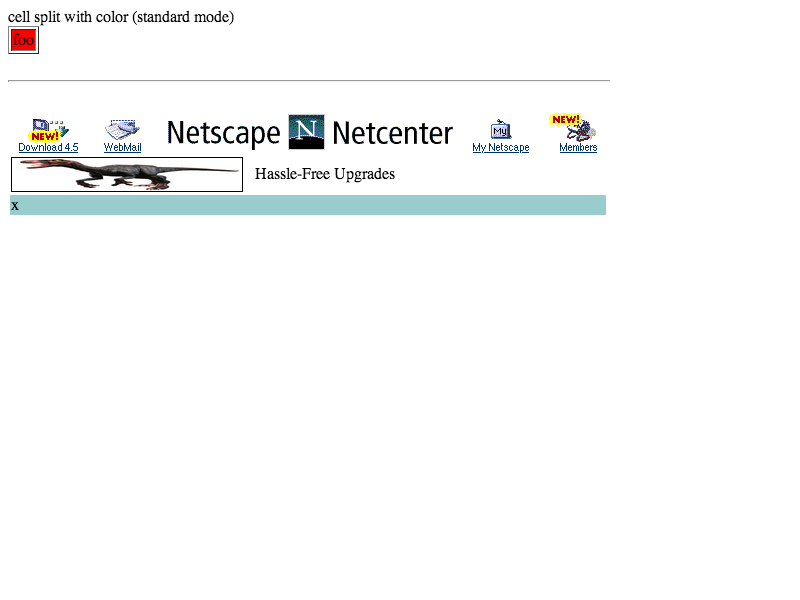 cell split with color (standard mode)
foo
NEW! Download 4.5 WebMail Netscape N Netcenter My My Netscape NEW! Members
Hassle-Free Upgrades
x